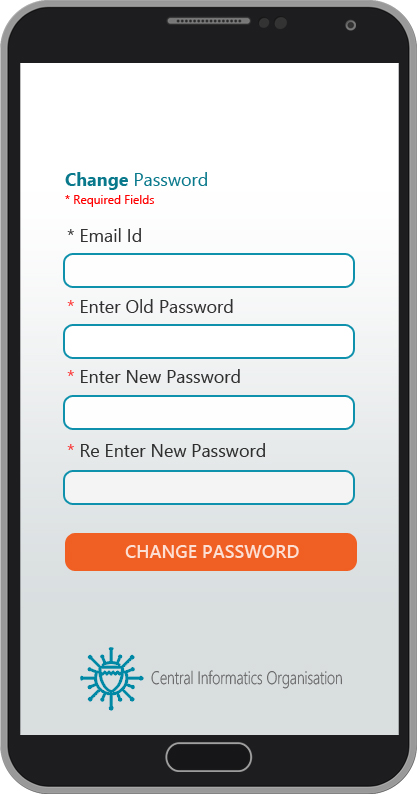 Change Password
* Required Fields
* Email Id
* Enter Old Password
* Enter New Password
* Re Enter New Password
CHANGE PASSWORD
Central Informatics Organisation